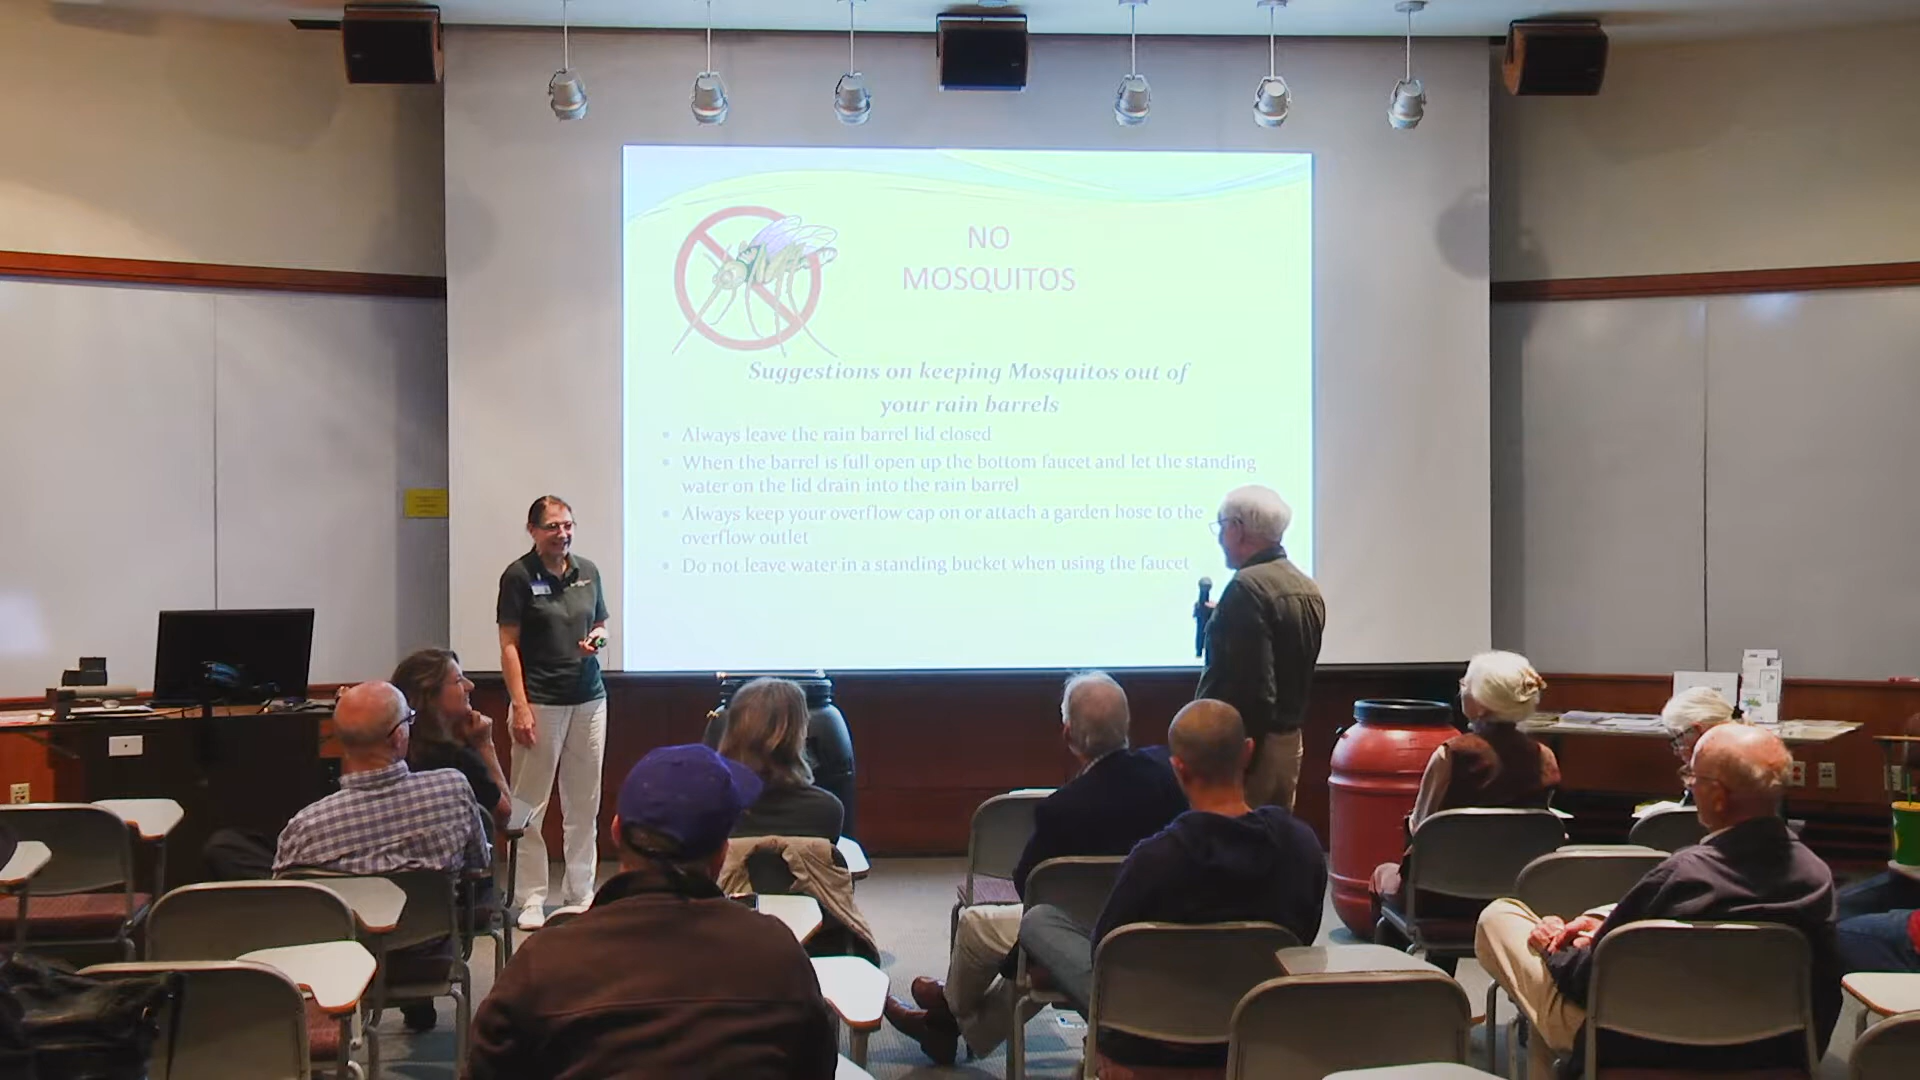 NO
MOSQUITOS
Suggestions on keeping Mosquitos out of
your rain barrels
• Always leave the rain barrel lid closed
• When the barrel is full open up the bottom faucet and let the standing
water on the lid drain into the rain barrel
• Always keep your overflow cap on or attach a garden hose to the
overflow outlet
• Do not leave water in a standing bucket when using the faucet